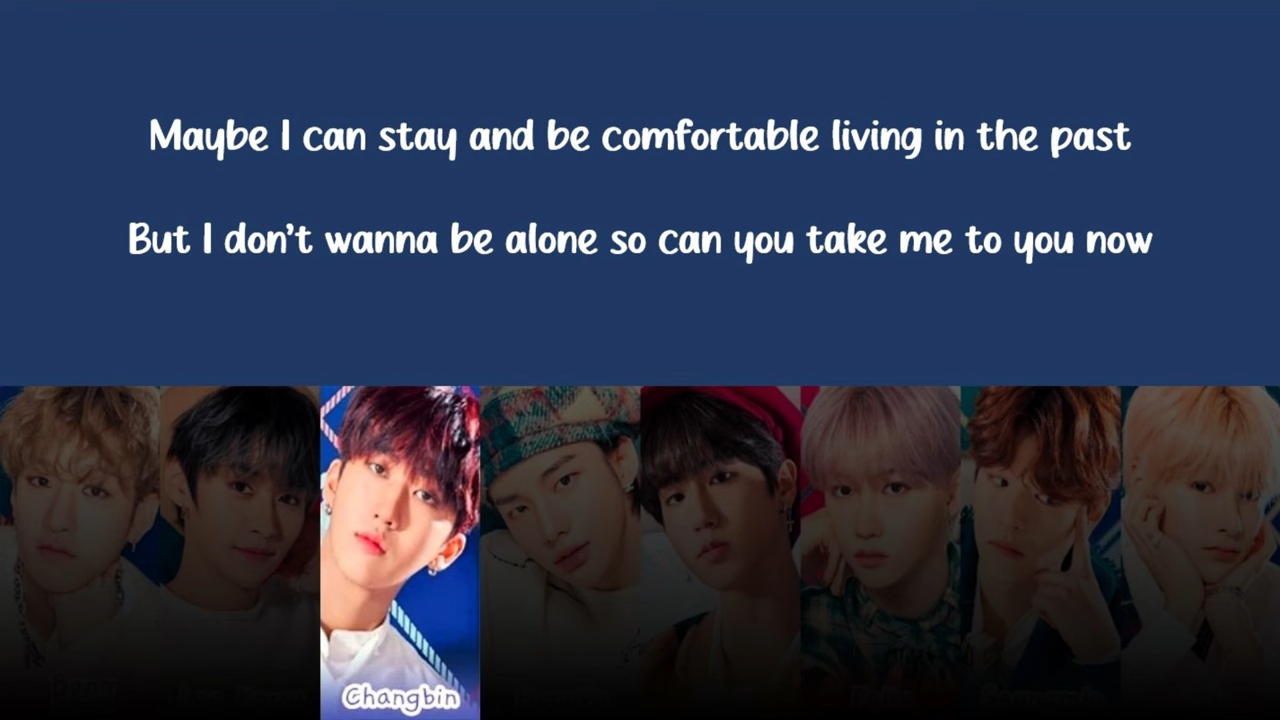 Maybe I can stay and be comfortable living in the past
But I don't wanna be alone so can you take me to you now
Changbin